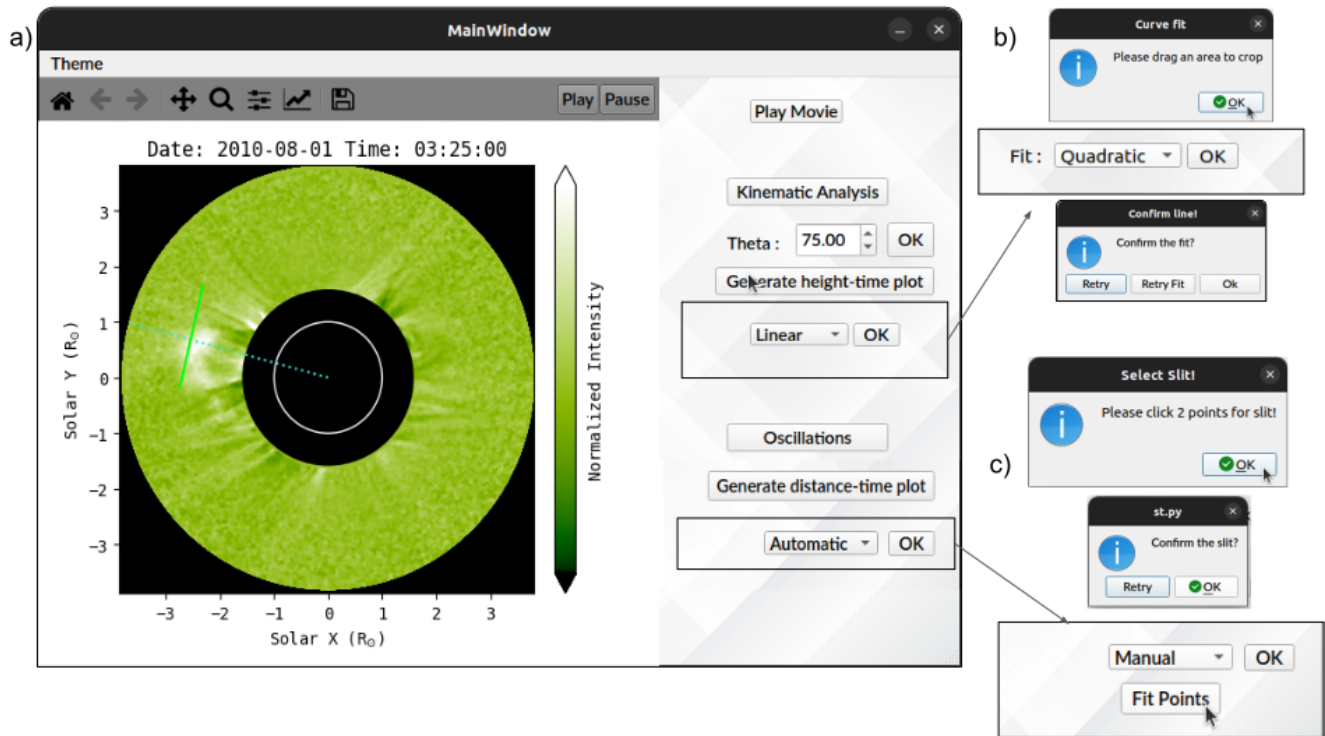 a)
MainWindow
Theme
Play Pause
Date: 2010-08-01 Time: 03:25:00
3
2
1
0
−1
−2
−3
Solar Y (R☉)
−3 −2 −1 0 1 2 3
Solar X (R☉)
Normalized Intensity
Play Movie
Kinematic Analysis
Theta : 75.00 OK
Generate height-time plot
Linear OK
Oscillations
Generate distance-time plot
Automatic OK
b)
Curve fit
Please drag an area to crop
OK
Fit : Quadratic OK
Confirm line!
Confirm the fit?
Retry Retry Fit Ok
c)
Select Slit!
Please click 2 points for slit!
OK
st.py
Confirm the slit?
Retry OK
Manual OK
Fit Points